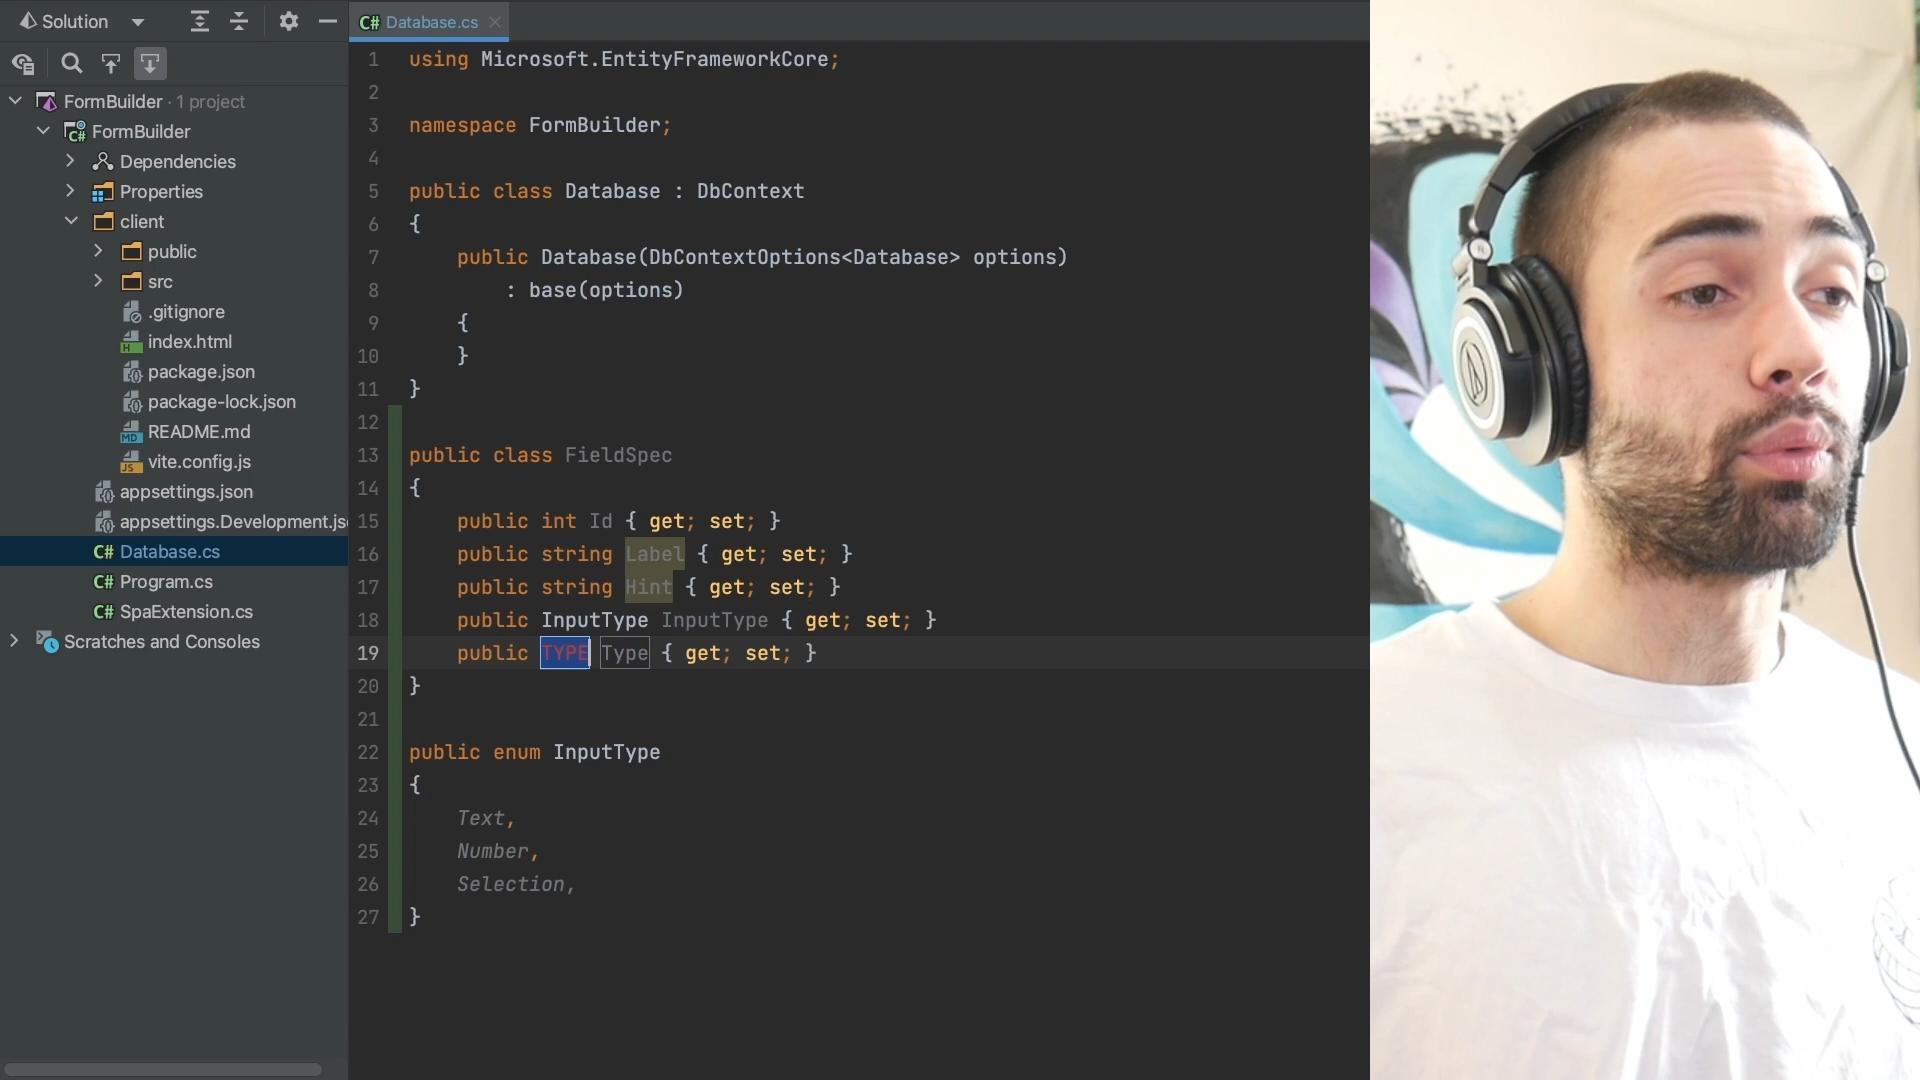 Solution
FormBuilder · 1 project
FormBuilder
Dependencies
Properties
client
public
src
.gitignore
index.html
package.json
package-lock.json
README.md
vite.config.js
appsettings.json
appsettings.Development.js
C# Database.cs
C# Program.cs
C# SpaExtension.cs
Scratches and Consoles
C# Database.cs
1 using Microsoft.EntityFrameworkCore;
2
3 namespace FormBuilder;
4
5 public class Database : DbContext
6 {
7 public Database(DbContextOptions<Database> options)
8 : base(options)
9 {
10 }
11 }
12
13 public class FieldSpec
14 {
15 public int Id { get; set; }
16 public string Label { get; set; }
17 public string Hint { get; set; }
18 public InputType InputType { get; set; }
19 public TYPE Type { get; set; }
20 }
21
22 public enum InputType
23 {
24 Text,
25 Number,
26 Selection,
27 }